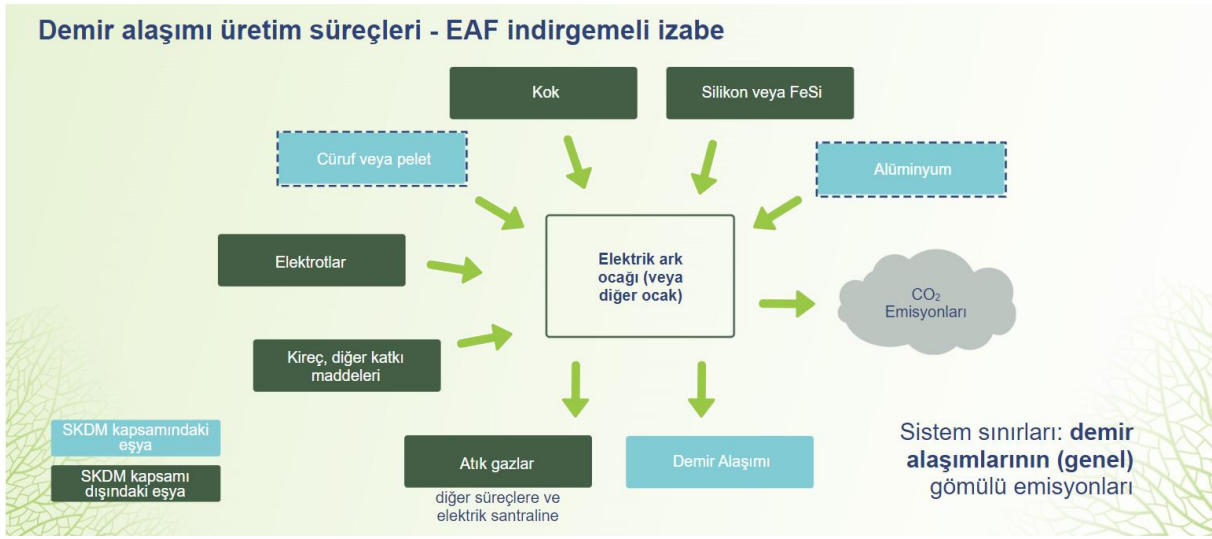 Demir alaşımı üretim süreçleri - EAF indirgemeli izabe
Kok
Silikon veya FeSi
Cüruf veya pelet
Alüminyum
Elektrotlar
Elektrik ark
ocağı (veya
diğer ocak)
CO₂
Emisyonları
Kireç, diğer katkı
maddeleri
SKDM kapsamındaki
eşya
SKDM kapsamı
dışındaki eşya
Atık gazlar
diğer süreçlere ve
elektrik santraline
Demir Alaşımı
Sistem sınırları: demir
alaşımlarının (genel)
gömülü emisyonları